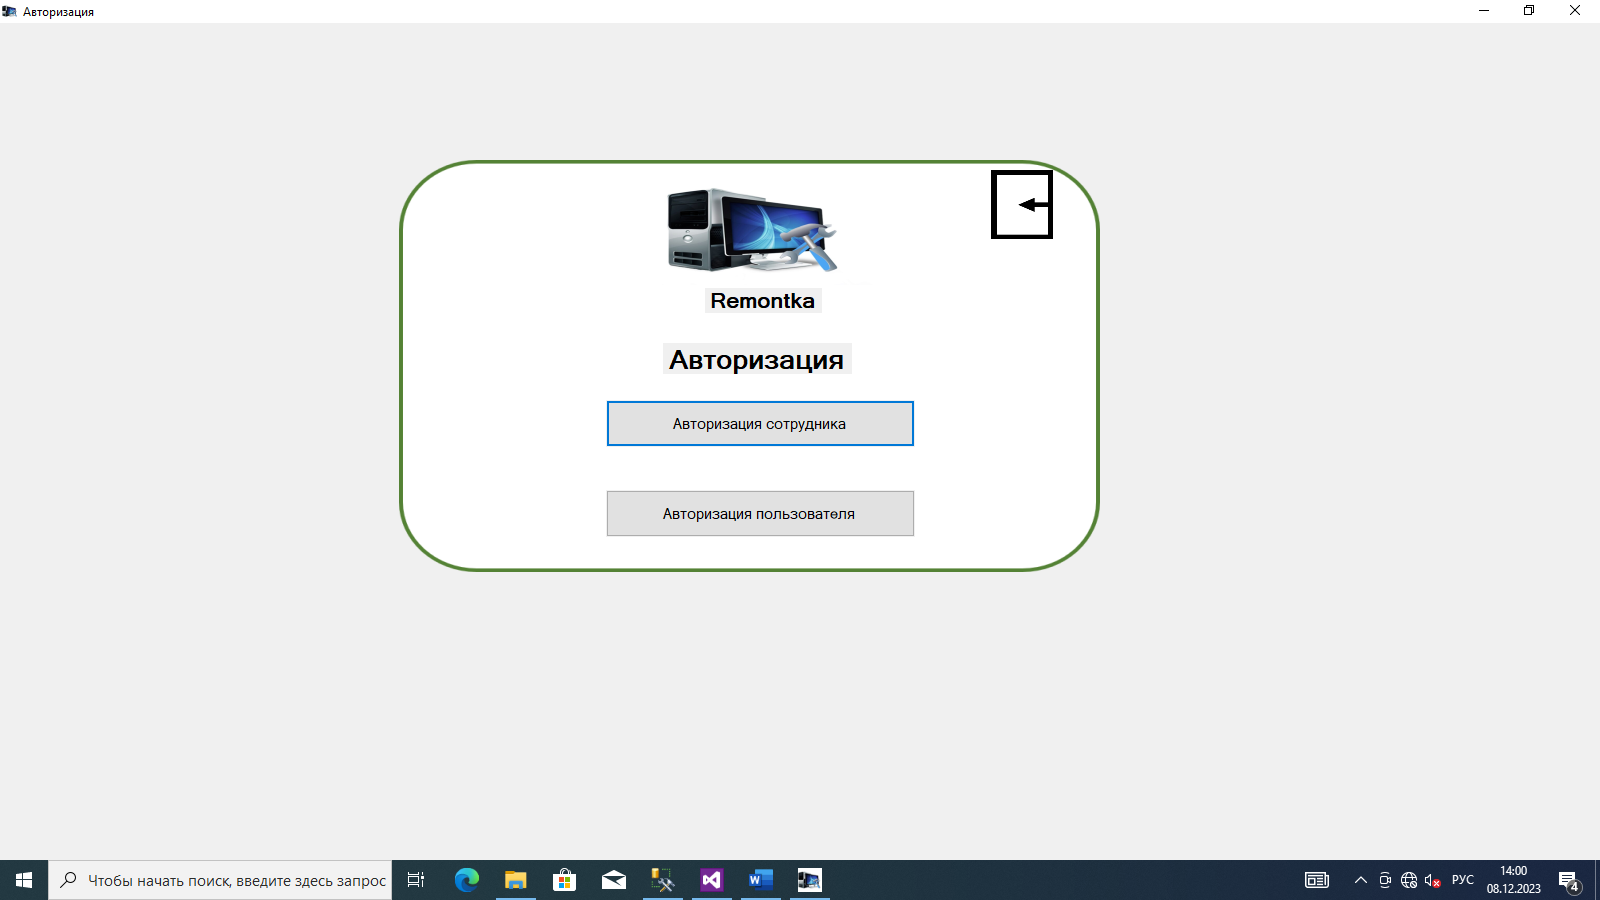 Авторизация
Remontka
Авторизация
Авторизация сотрудника
Авторизация пользователя
Чтобы начать поиск, введите здесь запрос
РУС
14:00
08.12.2023
4